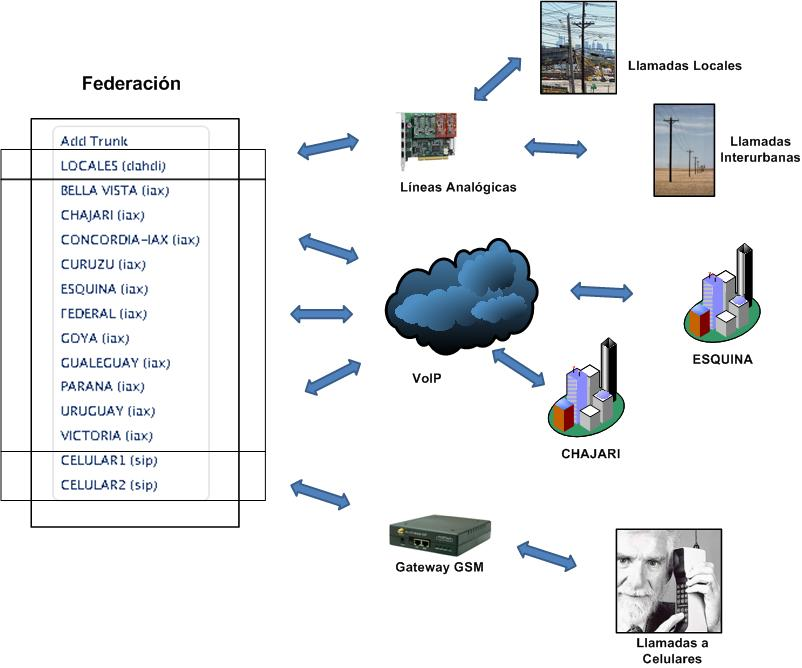 Federación
Add Trunk
LOCALES (dahdi)
BELLA VISTA (iax)
CHAJARI (iax)
CONCORDIA-IAX (iax)
CURUZU (iax)
ESQUINA (iax)
FEDERAL (iax)
GOYA (iax)
GUALEGUAY (iax)
PARANA (iax)
URUGUAY (iax)
VICTORIA (iax)
CELULAR1 (sip)
CELULAR2 (sip)
Líneas Analógicas
Llamadas Locales
Llamadas
Interurbanas
VoIP
ESQUINA
CHAJARI
Gateway GSM
Llamadas a
Celulares